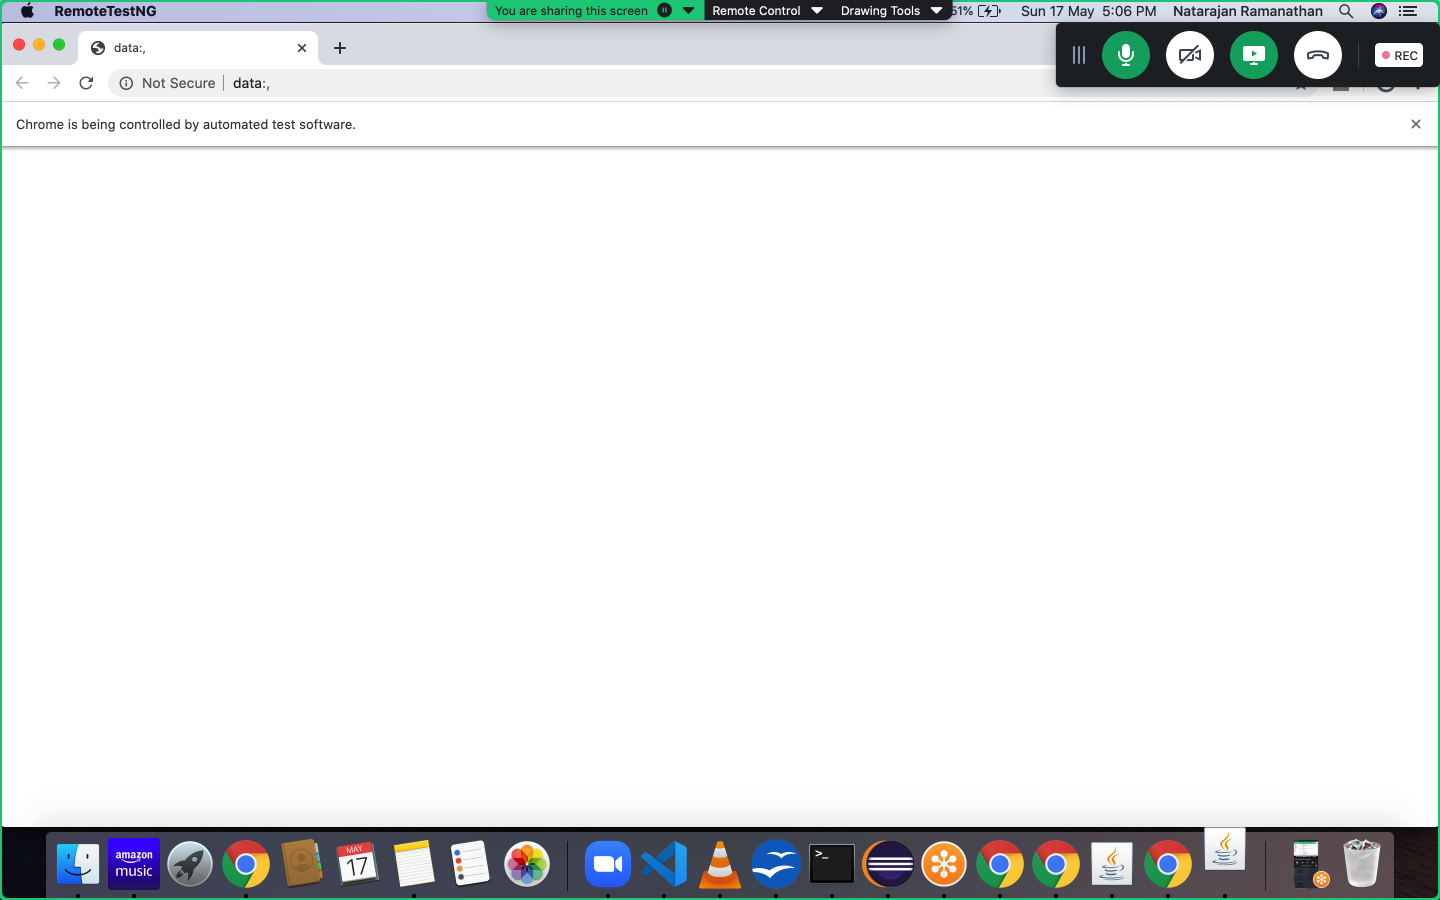 RemoteTestNG
You are sharing this screen
Remote Control
Drawing Tools
51%
Sun 17 May 5:06 PM
Natarajan Ramanathan
data:,
Not Secure
data:,
REC
Chrome is being controlled by automated test software.
amazon
music
MAY
17
>_